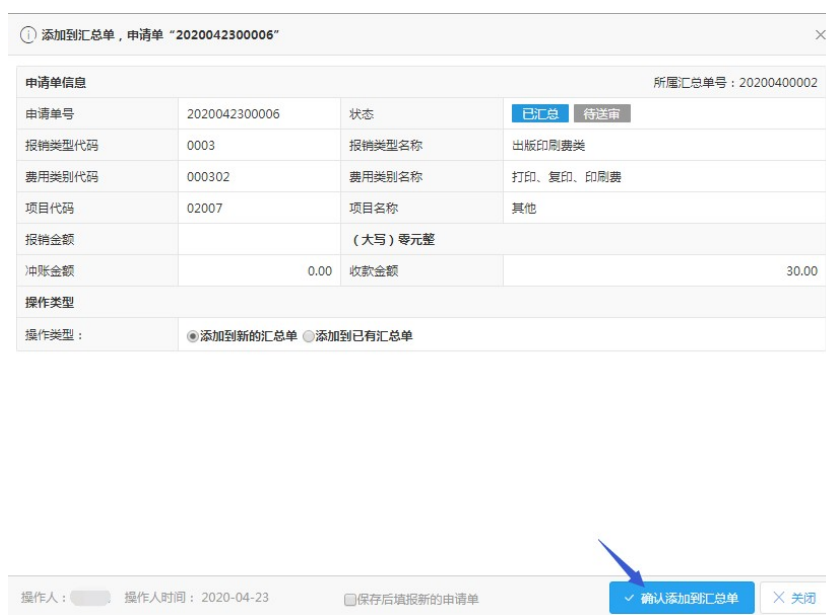 添加到汇总单，申请单“2020042300006”
申请单信息 所属汇总单号：20200400002
申请单号 2020042300006 状态 已汇总 待送审
报销类型代码 0003 报销类型名称 出版印刷费类
费用类别代码 000302 费用类别名称 打印、复印、印刷费
项目代码 02007 项目名称 其他
报销金额 （大写）零元整
冲账金额 0.00 收款金额 30.00
操作类型
操作类型： 添加到新的汇总单 添加到已有汇总单
操作人： 操作人时间：2020-04-23 保存后填报新的申请单 确认添加到汇总单 关闭